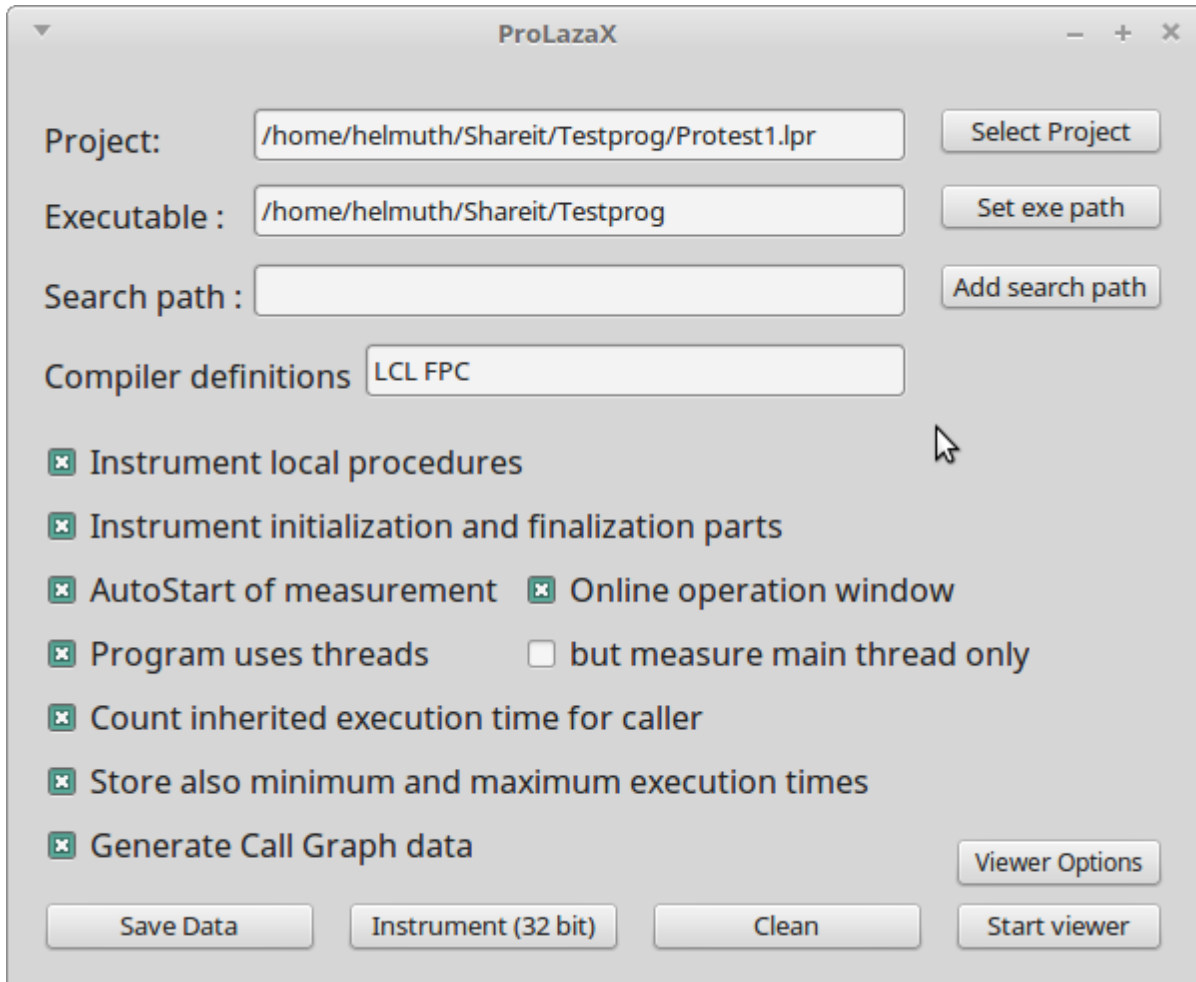 ProLazaX
Project: /home/helmuth/Shareit/Testprog/Protest1.lpr Select Project
Executable : /home/helmuth/Shareit/Testprog Set exe path
Search path : Add search path
Compiler definitions LCL FPC
Instrument local procedures
Instrument initialization and finalization parts
AutoStart of measurement Online operation window
Program uses threads but measure main thread only
Count inherited execution time for caller
Store also minimum and maximum execution times
Generate Call Graph data
Viewer Options
Save Data Instrument (32 bit) Clean Start viewer